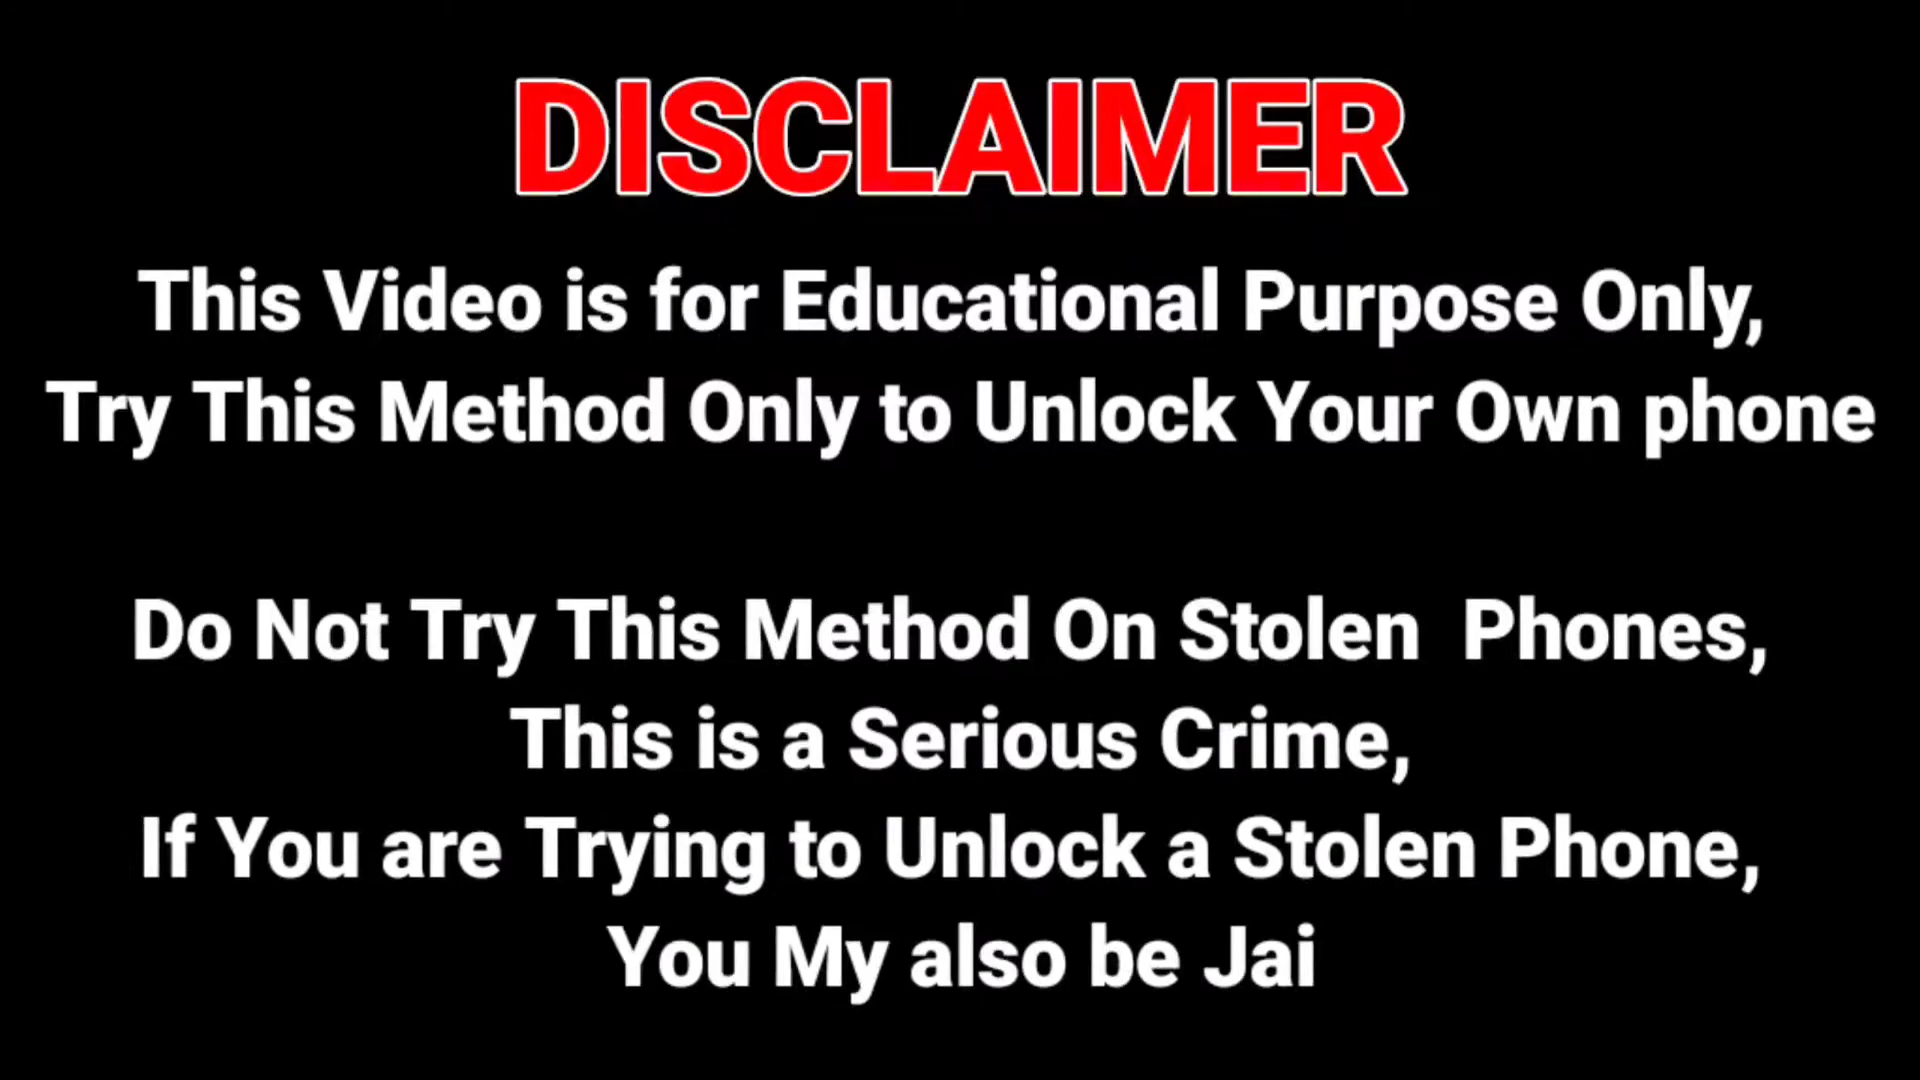 DISCLAIMER
This Video is for Educational Purpose Only,
Try This Method Only to Unlock Your Own phone
Do Not Try This Method On Stolen  Phones,
This is a Serious Crime,
If You are Trying to Unlock a Stolen Phone,
You My also be Jai